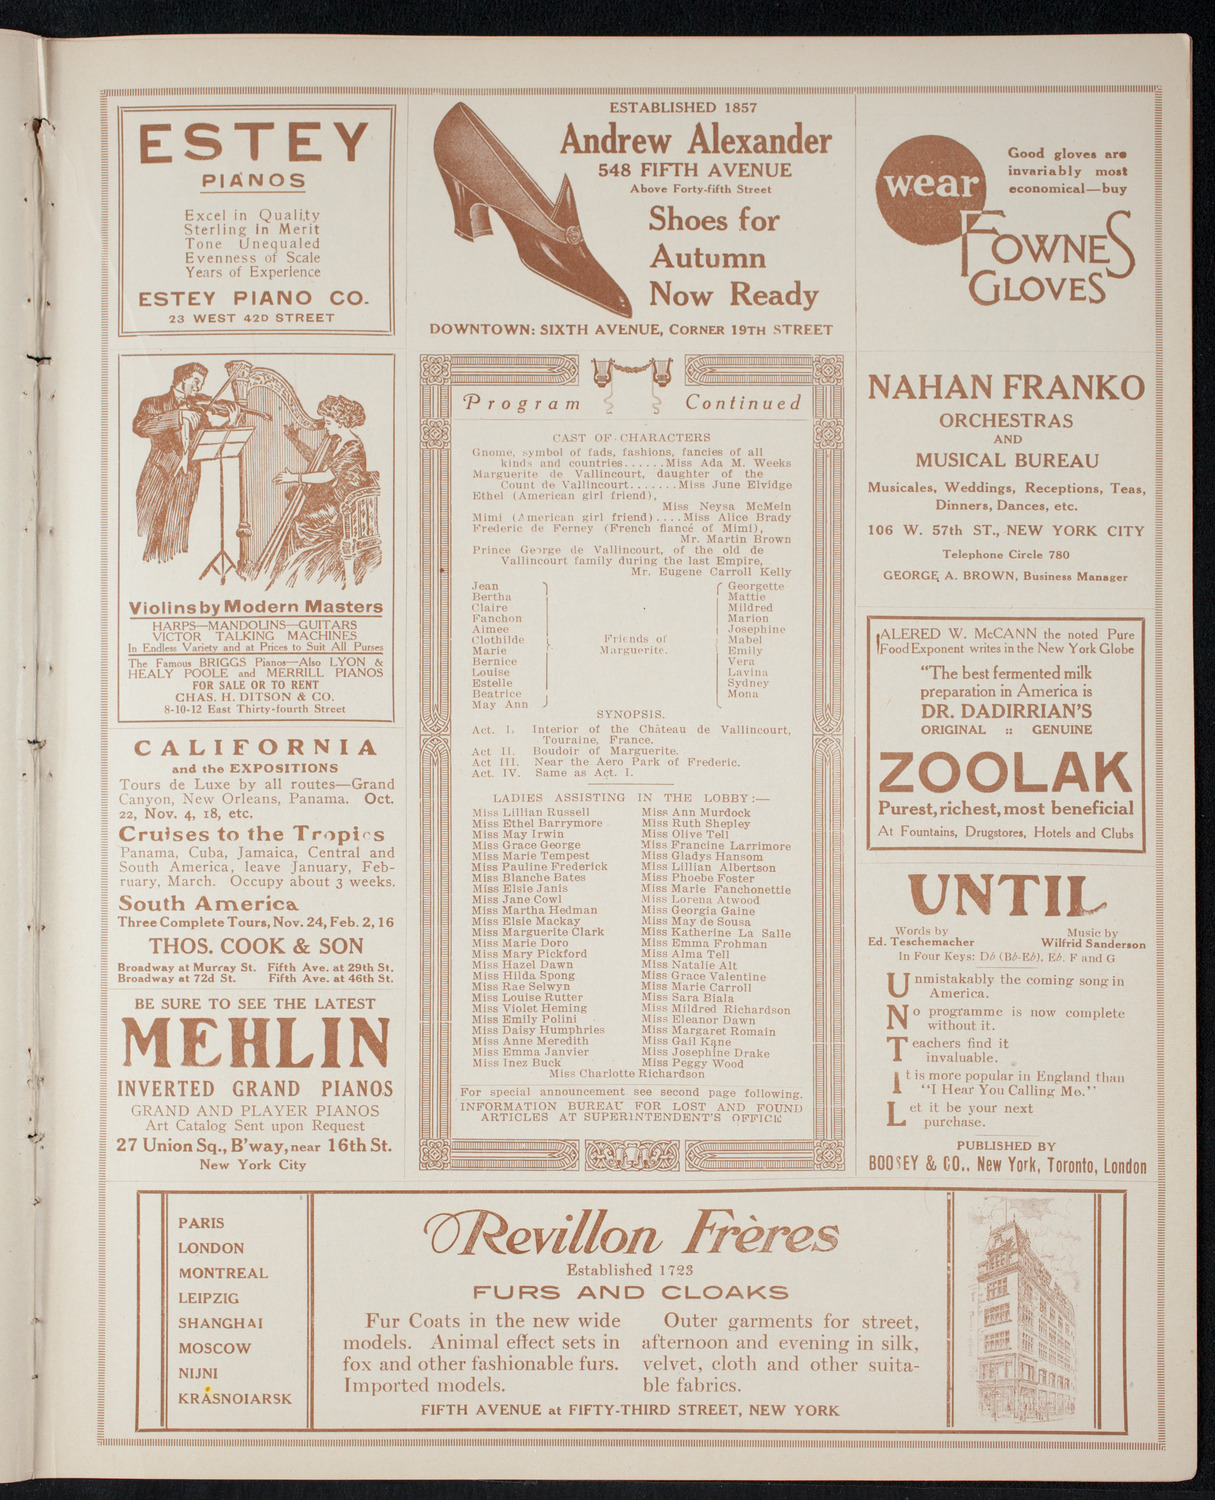 ESTEY
PIANOS
Excel in Quality
Sterling in Merit
Tone Unequaled
Evenness of Scale
Years of Experience
ESTEY PIANO CO.
23 WEST 42D STREET
ESTABLISHED 1857
Andrew Alexander
548 FIFTH AVENUE
Above Forty-fifth Street
Shoes for
Autumn
Now Ready
DOWNTOWN: SIXTH AVENUE, CORNER 19TH STREET
wear
Good gloves are
invariably most
economical—buy
FOWNES
GLOVES
Violins by Modern Masters
HARPS—MANDOLINS—GUITARS
VICTOR TALKING MACHINES
In Endless Variety and at Prices to Suit All Purses
The Famous BRIGGS Pianos—Also LYON &
HEALY POOLE and MERRILL PIANOS
FOR SALE OR TO RENT
CHAS. H. DITSON & CO.
8-10-12 East Thirty-fourth Street
CALIFORNIA
and the EXPOSITIONS
Tours de Luxe by all routes—Grand
Canyon, New Orleans, Panama. Oct.
22, Nov. 4, 18, etc.
Cruises to the Tropics
Panama, Cuba, Jamaica, Central and
South America, leave January, Feb-
ruary, March. Occupy about 3 weeks.
South America
Three Complete Tours, Nov. 24, Feb. 2, 16
THOS. COOK & SON
Broadway at Murray St. Fifth Ave. at 29th St.
Broadway at 72d St. Fifth Ave. at 46th St.
BE SURE TO SEE THE LATEST
MEHLIN
INVERTED GRAND PIANOS
GRAND AND PLAYER PIANOS
Art Catalog Sent upon Request
27 Union Sq., B'way, near 16th St.
New York City
Program Continued
CAST OF CHARACTERS
Gnome, symbol of fads, fashions, fancies of all
kinds and countries......Miss Ada M. Weeks
Marguerite de Vallincourt, daughter of the
Count de Vallincourt.......Miss June Elvidge
Ethel (American girl friend),
Miss Neysa McMein
Mimi (American girl friend)....Miss Alice Brady
Frederic de Ferney (French fiancé of Mimi),
Mr. Martin Brown
Prince George de Vallincourt, of the old de
Vallincourt family during the last Empire,
Mr. Eugene Carroll Kelly
Jean Georgette
Bertha Mattie
Claire Mildred
Fanchon Marion
Aimee Josephine
Clothilde Friends of Mabel
Marie Marguerite. Emily
Bernice Vera
Louise Lavina
Estelle Sydney
Beatrice Mona
May Ann
SYNOPSIS.
Act. I. Interior of the Château de Vallincourt,
Touraine, France.
Act II. Boudoir of Marguerite.
Act III. Near the Aero Park of Frederic.
Act. IV. Same as Act. I.
LADIES ASSISTING IN THE LOBBY:—
Miss Lillian Russell Miss Ann Murdock
Miss Ethel Barrymore Miss Ruth Shepley
Miss May Irwin Miss Olive Tell
Miss Grace George Miss Francine Larrimore
Miss Marie Tempest Miss Gladys Hansom
Miss Pauline Frederick Miss Lillian Albertson
Miss Blanche Bates Miss Phoebe Foster
Miss Elsie Janis Miss Marie Fanchonettie
Miss Jane Cowl Miss Lorena Atwood
Miss Martha Hedman Miss Georgia Gaine
Miss Elsie Mackay Miss May de Sousa
Miss Marguerite Clark Miss Katherine La Salle
Miss Marie Doro Miss Emma Frohman
Miss Mary Pickford Miss Alma Tell
Miss Hazel Dawn Miss Natalie Alt
Miss Hilda Spong Miss Grace Valentine
Miss Rae Selwyn Miss Marie Carroll
Miss Louise Rutter Miss Sara Biala
Miss Violet Heming Miss Mildred Richardson
Miss Emily Polini Miss Eleanor Dawn
Miss Daisy Humphries Miss Margaret Romain
Miss Anne Meredith Miss Gail Kane
Miss Emma Janvier Miss Josephine Drake
Miss Inez Buck Miss Peggy Wood
Miss Charlotte Richardson
For special announcement see second page following.
INFORMATION BUREAU FOR LOST AND FOUND
ARTICLES AT SUPERINTENDENT'S OFFICE
NAHAN FRANKO
ORCHESTRAS
AND
MUSICAL BUREAU
Musicales, Weddings, Receptions, Teas,
Dinners, Dances, etc.
106 W. 57th ST., NEW YORK CITY
Telephone Circle 780
GEORGE A. BROWN, Business Manager
ALERED W. McCANN the noted Pure
Food Exponent writes in the New York Globe
"The best fermented milk
preparation in America is
DR. DADIRRIAN'S
ORIGINAL :: GENUINE
ZOOLAK
Purest, richest, most beneficial
At Fountains, Drugstores, Hotels and Clubs
UNTIL
Words by Music by
Ed. Teschemacher Wilfrid Sanderson
In Four Keys: D♭ (B♭-E♭), E♭, F and G
Unmistakably the coming song in
America.
No programme is now complete
without it.
Teachers find it
invaluable.
It is more popular in England than
"I Hear You Calling Me."
Let it be your next
purchase.
PUBLISHED BY
BOOSEY & CO., New York, Toronto, London
PARIS
LONDON
MONTREAL
LEIPZIG
SHANGHAI
MOSCOW
NIJNI
KRASNOIARSK
Revillon Frères
Established 1723
FURS AND CLOAKS
Fur Coats in the new wide
models. Animal effect sets in
fox and other fashionable furs.
Imported models.
Outer garments for street,
afternoon and evening in silk,
velvet, cloth and other suita-
ble fabrics.
FIFTH AVENUE at FIFTY-THIRD STREET, NEW YORK